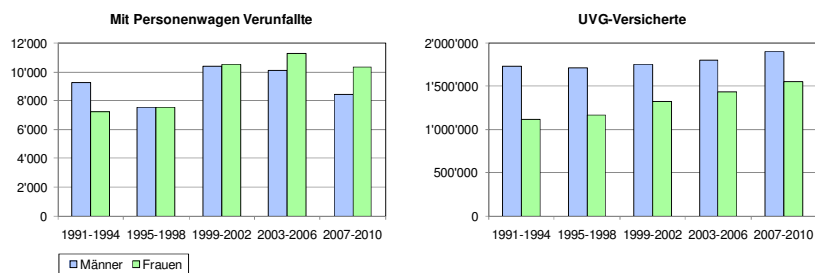 Mit Personenwagen Verunfallte
12'000
10'000
8'000
6'000
4'000
2'000
0
1991-1994 1995-1998 1999-2002 2003-2006 2007-2010
Männer Frauen
UVG-Versicherte
2'000'000
1'500'000
1'000'000
500'000
0
1991-1994 1995-1998 1999-2002 2003-2006 2007-2010